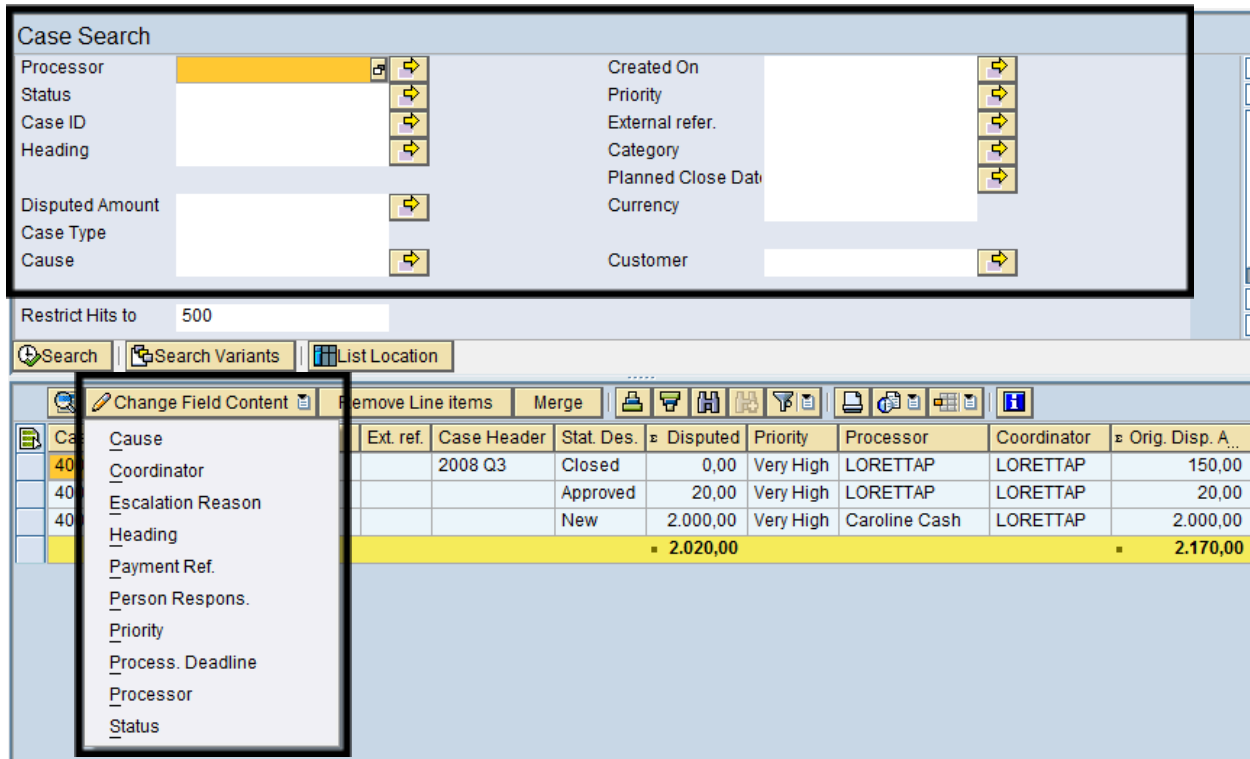 Case Search
Processor Created On
Status Priority
Case ID External refer.
Heading Category
Planned Close Dat
Disputed Amount Currency
Case Type
Cause Customer
Restrict Hits to 500
Search Search Variants List Location
Change Field Content Remove Line items Merge
Ca Ext. ref. Case Header Stat. Des. Σ Disputed Priority Processor Coordinator Σ Orig. Disp. A...
40 2008 Q3 Closed 0,00 Very High LORETTAP LORETTAP 150,00
40 Approved 20,00 Very High LORETTAP LORETTAP 20,00
40 New 2.000,00 Very High Caroline Cash LORETTAP 2.000,00
2.020,00 2.170,00
Cause
Coordinator
Escalation Reason
Heading
Payment Ref.
Person Respons.
Priority
Process. Deadline
Processor
Status